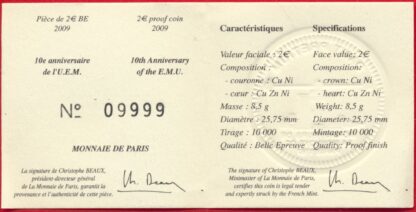 Pièce de 2€ BE
2009
2€ proof coin
2009
10e anniversaire
de l'U.E.M.
10th Anniversary
of the E.M.U.
Nº 09999
MONNAIE DE PARIS
La signature de Christophe BEAUX,
président-directeur général
de La Monnaie de Paris, garantit la
provenance et l'authenticité de cette pièce.
Caractéristiques
Valeur faciale : 2€
Composition :
- couronne : Cu Ni
- cœur : Cu Zn Ni
Masse : 8,5 g
Diamètre : 25,75 mm
Tirage : 10 000
Qualité : Belle Epreuve
Specifications
Face value: 2€
Composition:
- crown: Cu Ni
- heart: Cu Zn Ni
Weight: 8,5 g
Diameter: 25,75 mm
Mintage: 10 000
Quality: Proof finish
The signature of Christophe BEAUX,
Mintmaster of La Monnaie de Paris,
certifies this coin is legal tender
and expertly struck by the French Mint.